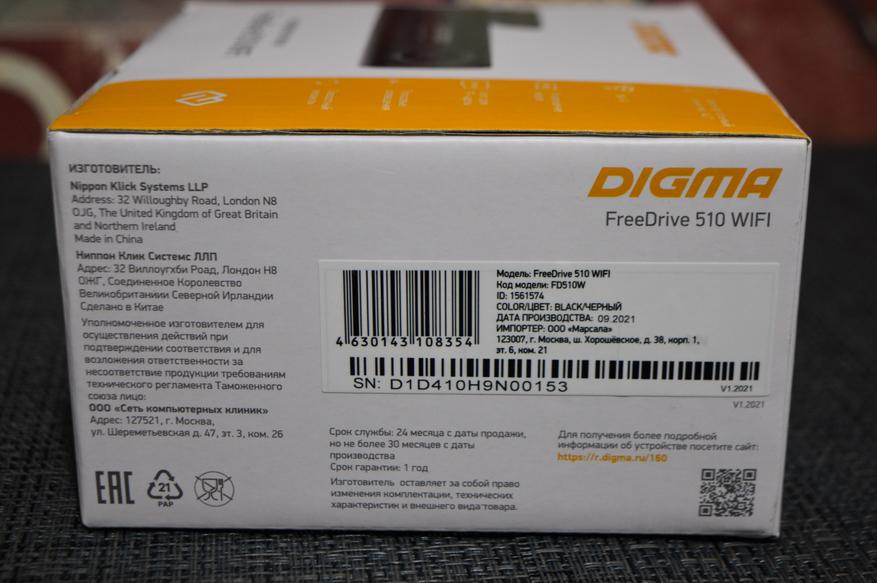 DIGMA
ИЗГОТОВИТЕЛЬ:
Nippon Klick Systems LLP
Address: 32 Willoughby Road, London N8
OJG, The United Kingdom of Great Britain
and Northern Ireland
Made in China
Ниппон Клик Системс ЛЛП
Адрес: 32 Виллоугхби Роад, Лондон Н8
ОЖГ, Соединенное Королевство
Великобритании и Северной Ирландии
Сделано в Китае
Уполномоченное изготовителем для
осуществления действий при
подтверждении соответствия и для
возложения ответственности за
несоответствие продукции требованиям
технического регламента Таможенного
союза лицо:
ООО «Сеть компьютерных клиник»
Адрес: 127521, г. Москва,
ул. Шереметьевская д. 47, эт. 3, ком. 26
EAC
21
PAP
DIGMA
FreeDrive 510 WIFI
4 630143 108354
Модель: FreeDrive 510 WIFI
Код модели: FD510W
ID: 1561574
COLOR/ЦВЕТ: BLACK/ЧЕРНЫЙ
ДАТА ПРОИЗВОДСТВА: 09.2021
ИМПОРТЕР: ООО «Марсала»
123007, г. Москва, ш. Хорошёвское, д. 38, корп. 1,
эт. 6, ком. 21
SN: D1D410H9N00153
V1.2021
V1.2021
Срок службы: 24 месяца с даты продажи,
но не более 30 месяцев с даты
производства
Срок гарантии: 1 год
Изготовитель оставляет за собой право
изменения комплектации, технических
характеристик и внешнего вида товара.
Для получения более подробной
информации об устройстве посетите сайт:
https://r.digma.ru/160